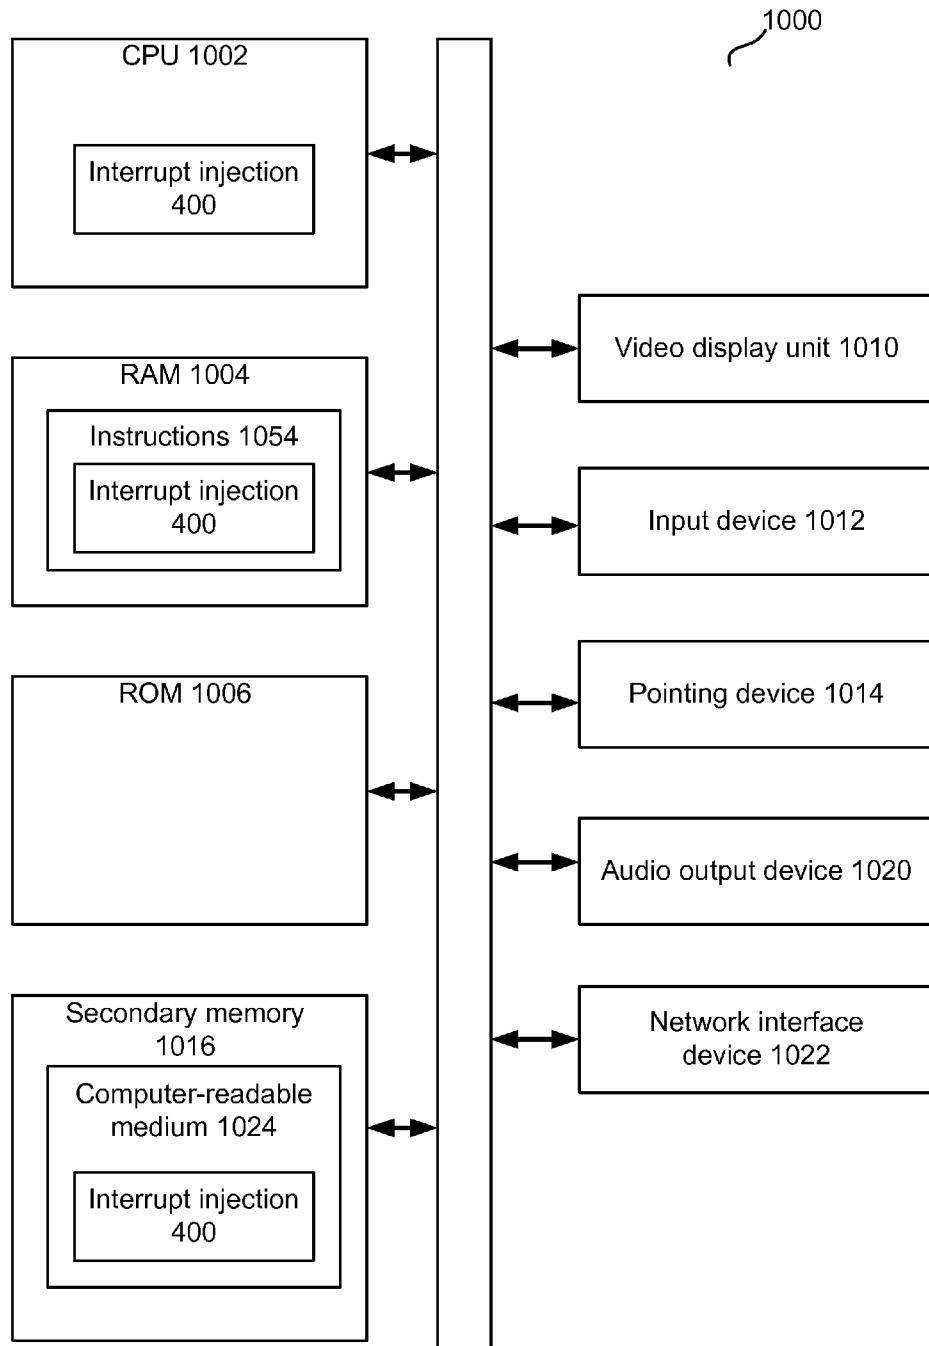 1000
CPU 1002
Interrupt injection
400
RAM 1004
Instructions 1054
Interrupt injection
400
ROM 1006
Secondary memory
1016
Computer-readable
medium 1024
Interrupt injection
400
Video display unit 1010
Input device 1012
Pointing device 1014
Audio output device 1020
Network interface
device 1022